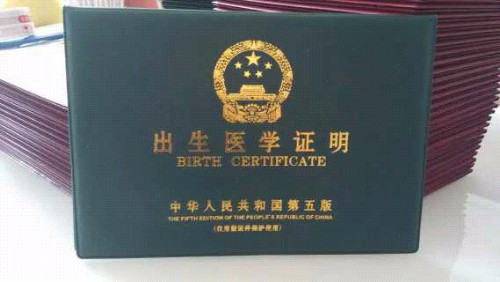 出生医学证明
BIRTH CERTIFICATE
中华人民共和国第五版
THE FIFTH EDITION OF THE PEOPLE'S REPUBLIC OF CHINA